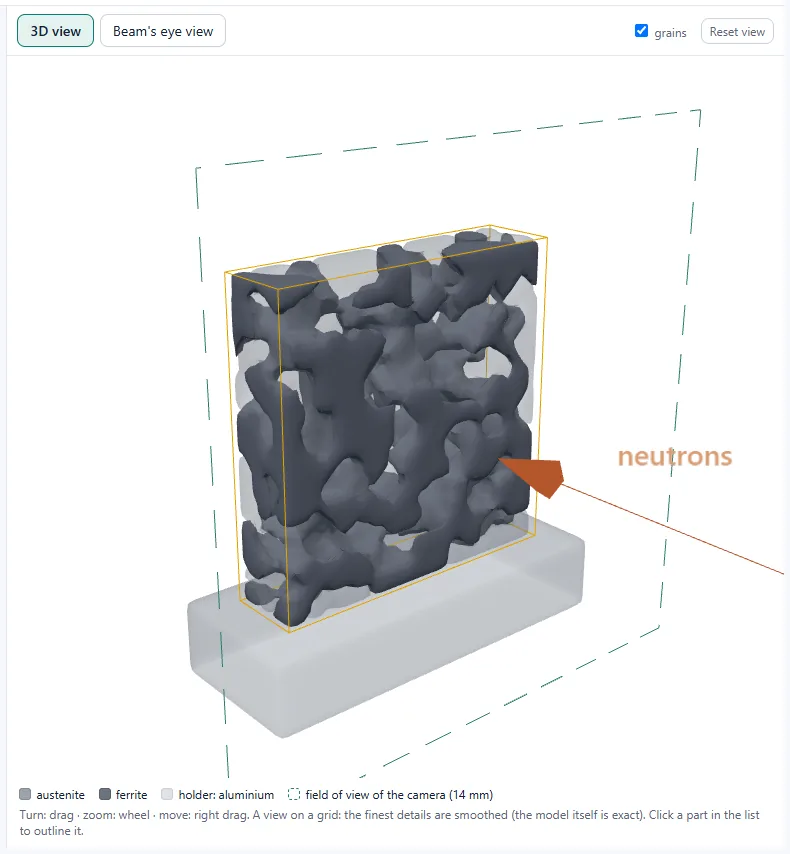 3D view
Beam's eye view
grains
Reset view
neutrons
austenite
ferrite
holder: aluminium
field of view of the camera (14 mm)
Turn: drag · zoom: wheel · move: right drag. A view on a grid: the finest details are smoothed (the model itself is exact). Click a part in the list
to outline it.